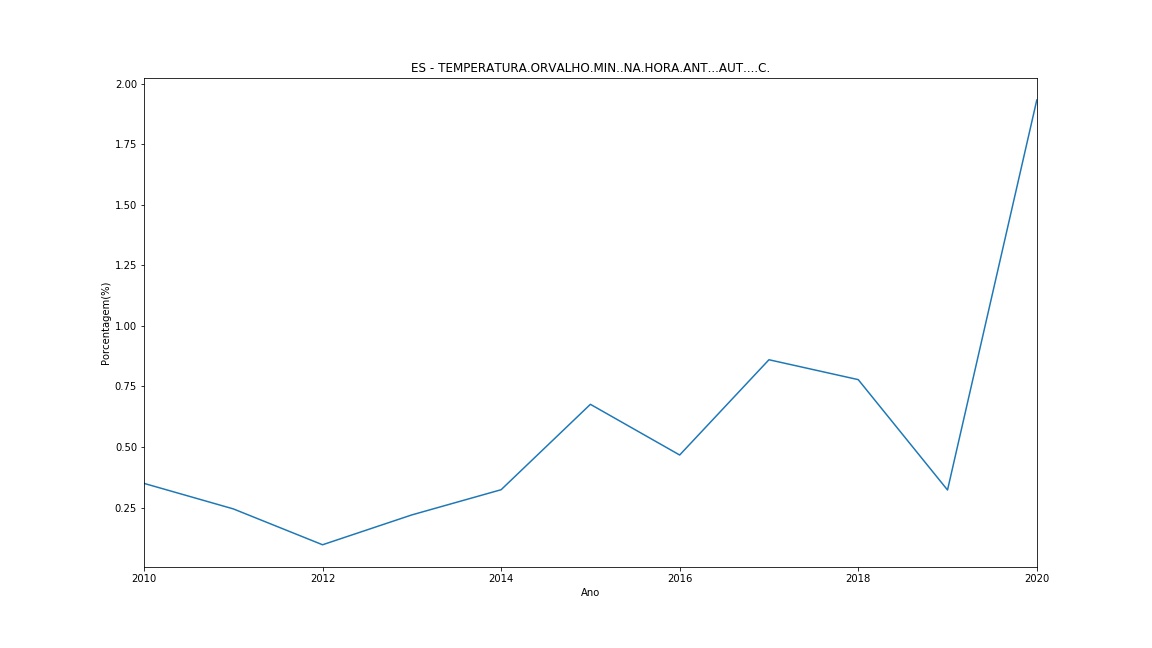 ES - TEMPERATURA.ORVALHO.MIN..NA.HORA.ANT...AUT....C.
2.00
1.75
1.50
1.25
1.00
0.75
0.50
0.25
Porcentagem(%)
2010 2012 2014 2016 2018 2020
Ano